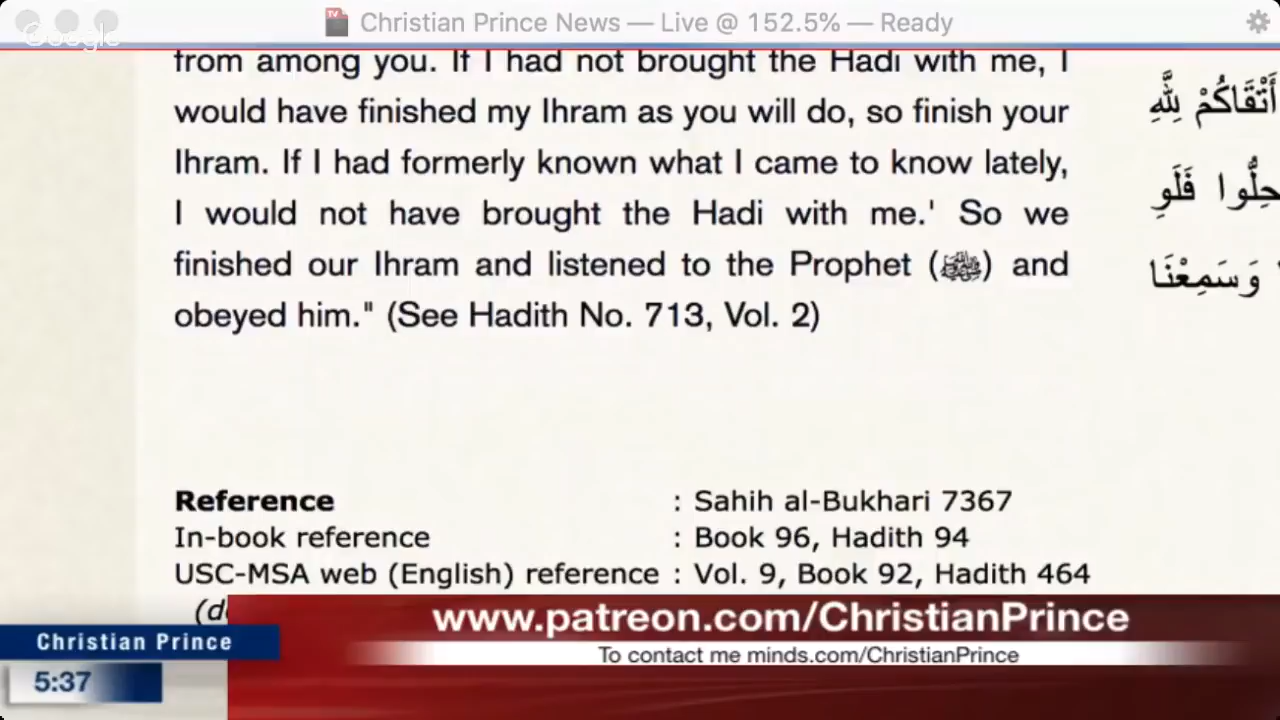 Christian Prince News — Live @ 152.5% — Ready
Google
from among you. If I had not brought the Hadi with me, I
would have finished my Ihram as you will do, so finish your
Ihram. If I had formerly known what I came to know lately,
I would not have brought the Hadi with me.' So we
finished our Ihram and listened to the Prophet (ﷺ) and
obeyed him." (See Hadith No. 713, Vol. 2)
أَتْقَاكُمْ لِلَّهِ
حِلُّوا فَلَوِ
وَسَمِعْنَا
Reference : Sahih al-Bukhari 7367
In-book reference : Book 96, Hadith 94
USC-MSA web (English) reference : Vol. 9, Book 92, Hadith 464
www.patreon.com/ChristianPrince
To contact me minds.com/ChristianPrince
Christian Prince
5:37